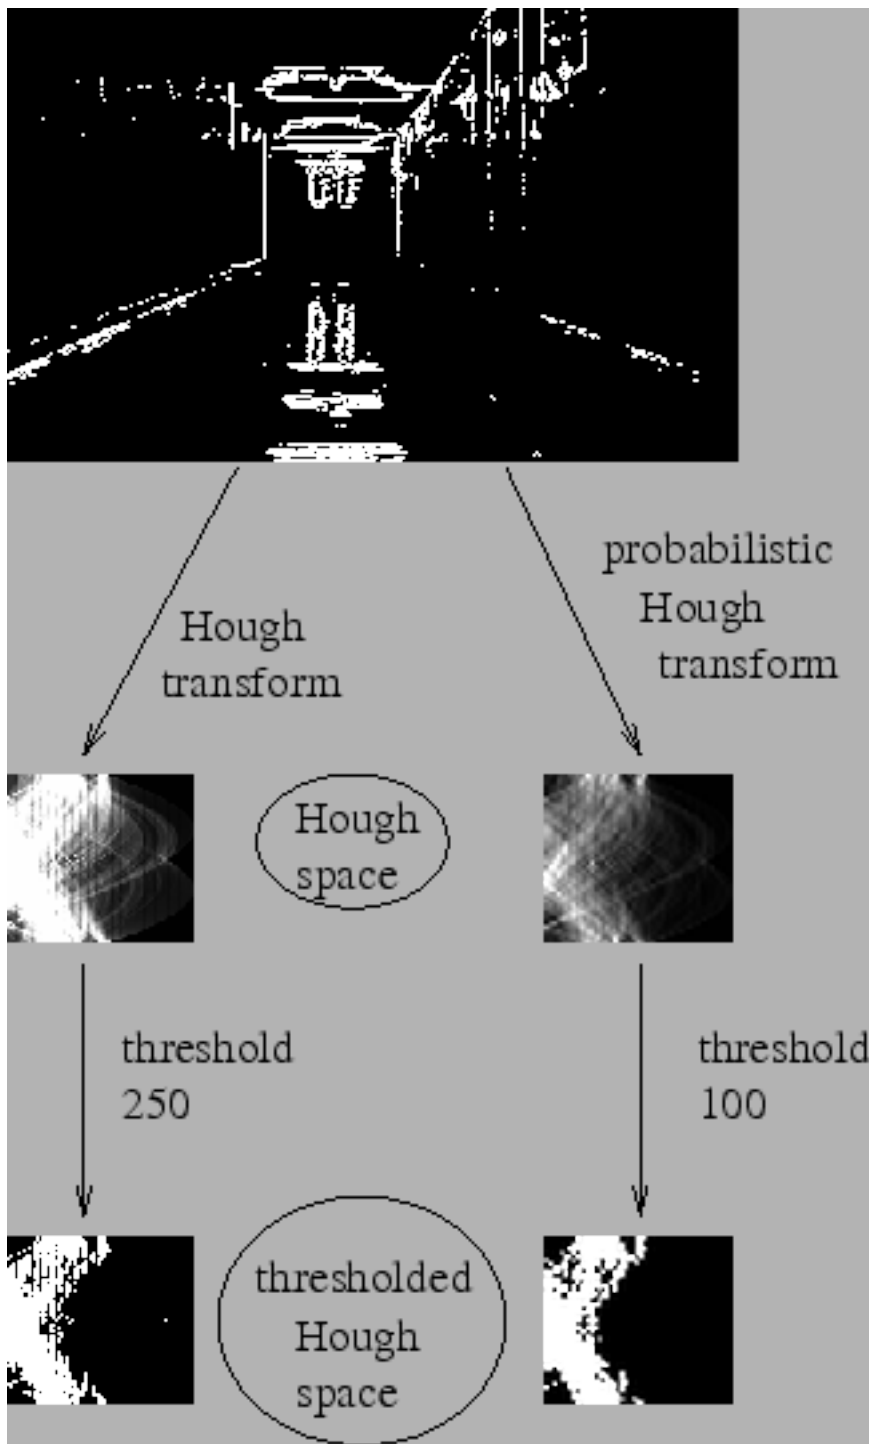 probabilistic
Hough
transform
Hough
transform
Hough
space
threshold
250
threshold
100
thresholded
Hough
space